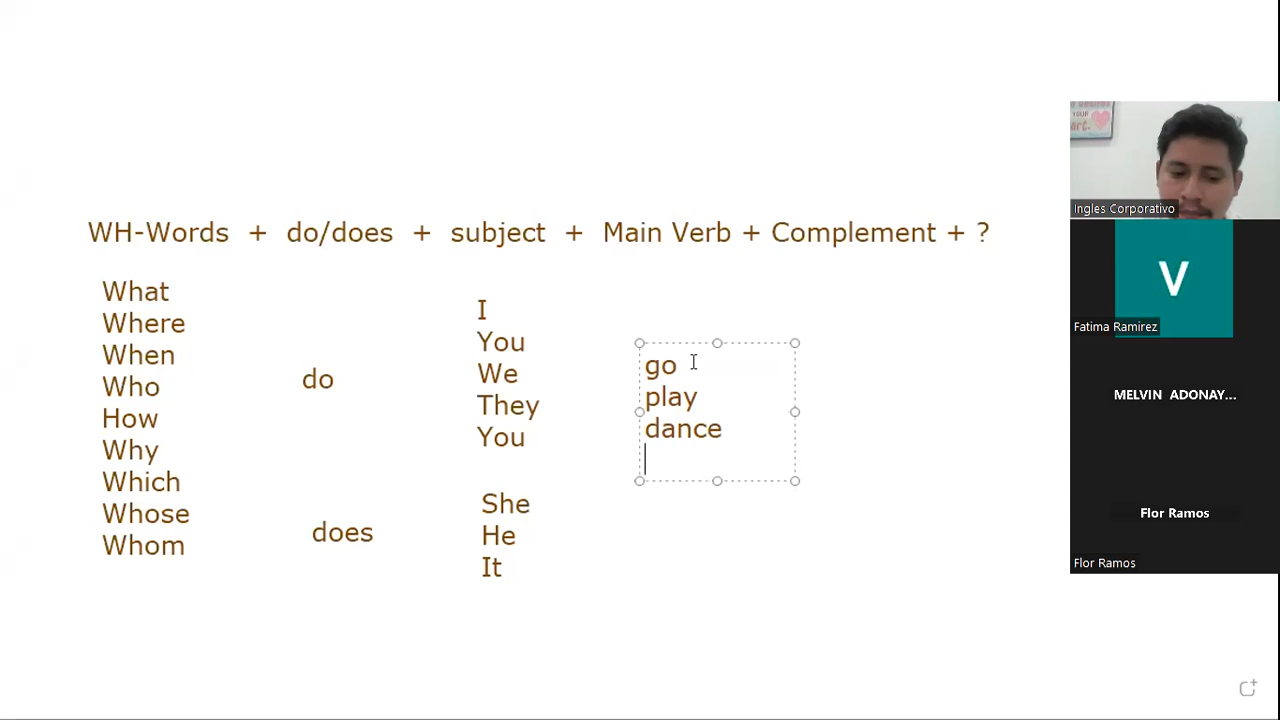 WH-Words + do/does + subject + Main Verb + Complement + ?
What
Where
When
Who
How
Why
Which
Whose
Whom
do
does
I
You
We
They
You
She
He
It
go
play
dance
YOUR
art.
Ingles Corporativo
V
Fatima Ramirez
MELVIN ADONAY...
Flor Ramos
Flor Ramos